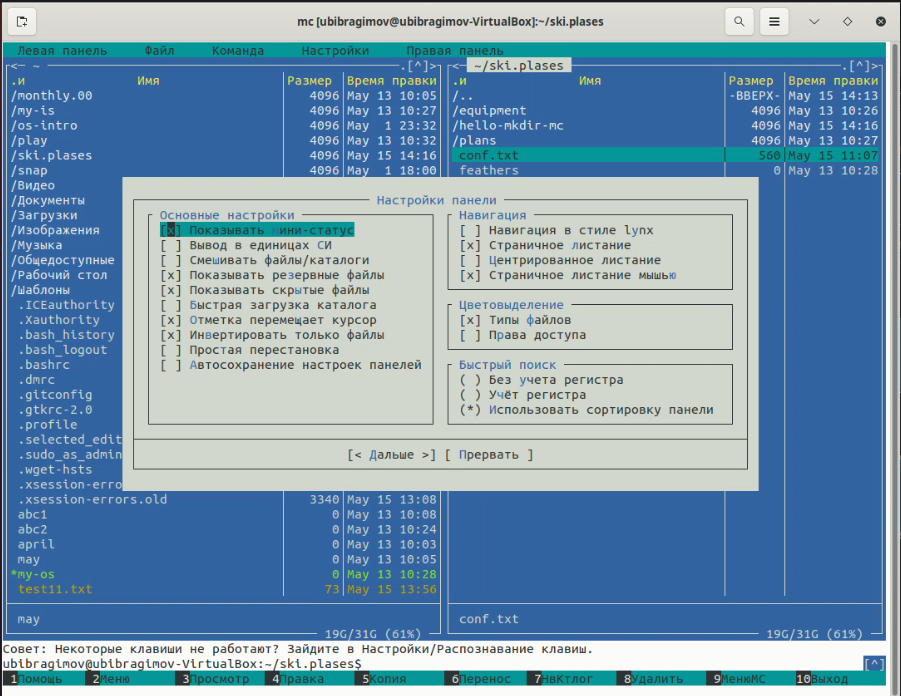 mc [ubibragimov@ubibragimov-VirtualBox]:~/ski.plases
Левая панель Файл Команда Настройки Правая панель
<─ ~ .[^]> <─ ~/ski.plases .[^]>
.и Имя Размер Время правки .и Имя Размер Время правки
/monthly.00 4096 May 13 10:05 /.. -ВВЕРХ- May 15 14:13
/my-is 4096 May 13 10:27 /equipment 4096 May 13 10:26
/os-intro 4096 May 1 23:32 /hello-mkdir-mc 4096 May 15 14:16
/play 4096 May 13 10:32 /plans 4096 May 13 10:27
/ski.plases 4096 May 15 14:16 conf.txt 560 May 15 11:07
/snap 4096 May 1 18:00 feathers 0 May 13 10:28
/Видео
/Документы
/Загрузки
/Изображения
/Музыка
/Общедоступные
/Рабочий стол
/Шаблоны
.ICEauthority
.Xauthority
.bash_history
.bash_logout
.bashrc
.dmrc
.gitconfig
.gtkrc-2.0
.profile
.selected_edit
.sudo_as_admin
.wget-hsts
.xsession-erro
.xsession-errors.old 3340 May 15 13:08
abc1 0 May 13 10:08
abc2 0 May 13 10:24
april 0 May 13 10:03
may 0 May 13 10:05
*my-os 0 May 13 10:28
test11.txt 73 May 15 13:56
may conf.txt
19G/31G (61%) 19G/31G (61%)
Настройки панели
Основные настройки
[x] Показывать мини-статус
[ ] Вывод в единицах СИ
[ ] Смешивать файлы/каталоги
[x] Показывать резервные файлы
[x] Показывать скрытые файлы
[ ] Быстрая загрузка каталога
[x] Отметка перемещает курсор
[x] Инвертировать только файлы
[ ] Простая перестановка
[ ] Автосохранение настроек панелей
Навигация
[ ] Навигация в стиле lynx
[x] Страничное листание
[ ] Центрированное листание
[x] Страничное листание мышью
Цветовыделение
[x] Типы файлов
[ ] Права доступа
Быстрый поиск
( ) Без учета регистра
( ) Учёт регистра
(*) Использовать сортировку панели
[< Дальше >] [ Прервать ]
Совет: Некоторые клавиши не работают? Зайдите в Настройки/Распознавание клавиш.
ubibragimov@ubibragimov-VirtualBox:~/ski.plases$ [^]
1Помощь 2Меню 3Просмотр 4Правка 5Копия 6Перенос 7НвКтлог 8Удалить 9МенюМС 10Выход